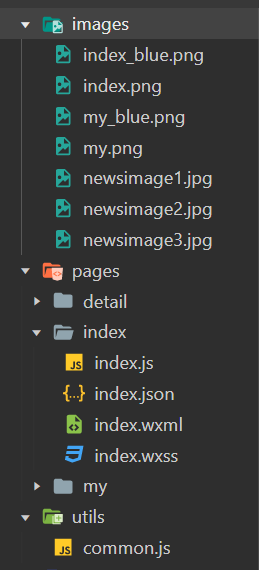 images
index_blue.png
index.png
my_blue.png
my.png
newsimage1.jpg
newsimage2.jpg
newsimage3.jpg
pages
detail
index
JS index.js
{...} index.json
index.wxml
index.wxss
my
utils
JS common.js